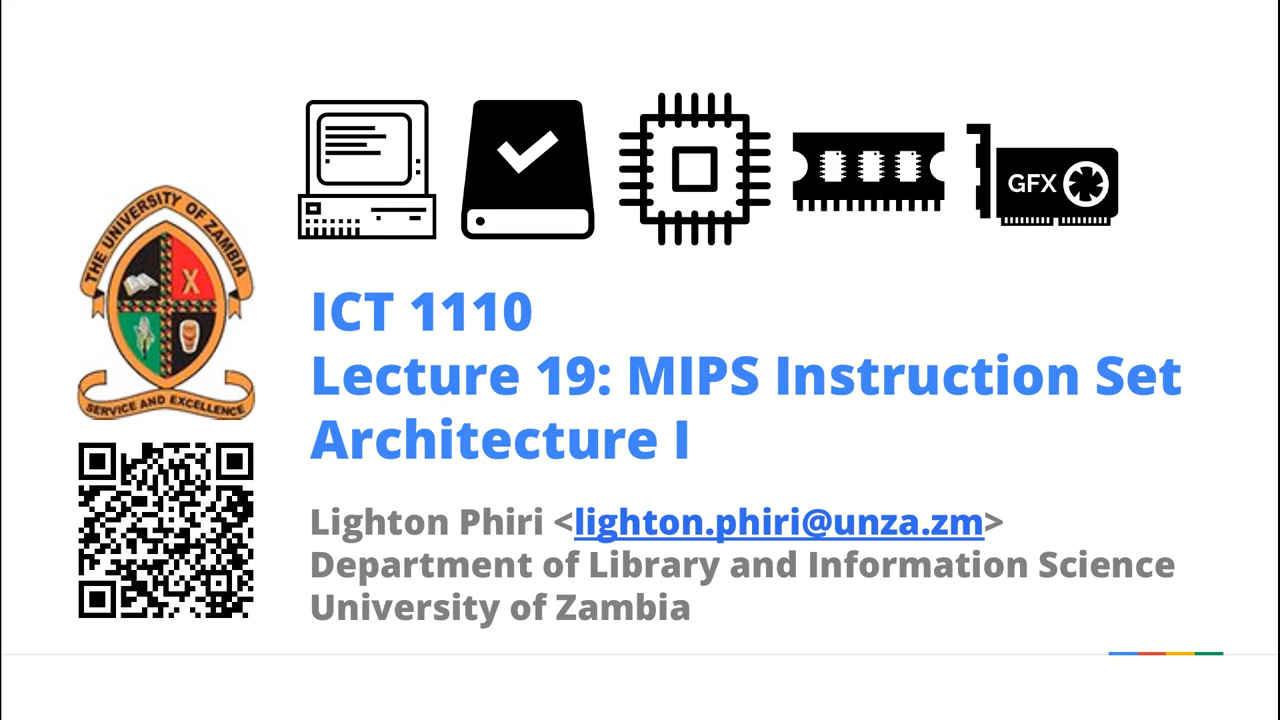 GFX
THE UNIVERSITY OF ZAMBIA
SERVICE AND EXCELLENCE
ICT 1110
Lecture 19: MIPS Instruction Set
Architecture I
Lighton Phiri <lighton.phiri@unza.zm>
Department of Library and Information Science
University of Zambia